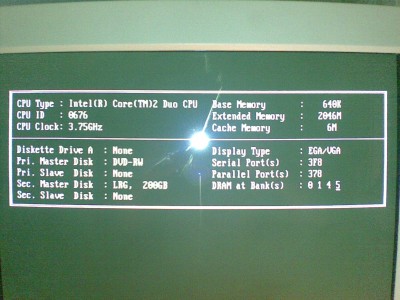 CPU Type : Intel(R) Core(TM)2 Duo CPU Base Memory : 640K
CPU ID : 0676 Extended Memory : 2046M
CPU Clock: 3.75GHz Cache Memory : 6M
Diskette Drive A : None Display Type : EGA/VGA
Pri. Master Disk : DVD-RW Serial Port(s) : 3F8
Pri. Slave Disk : None Parallel Port(s) : 378
Sec. Master Disk : LRG, 200GB DRAM at Bank(s) : 0 1 4 5
Sec. Slave Disk : None